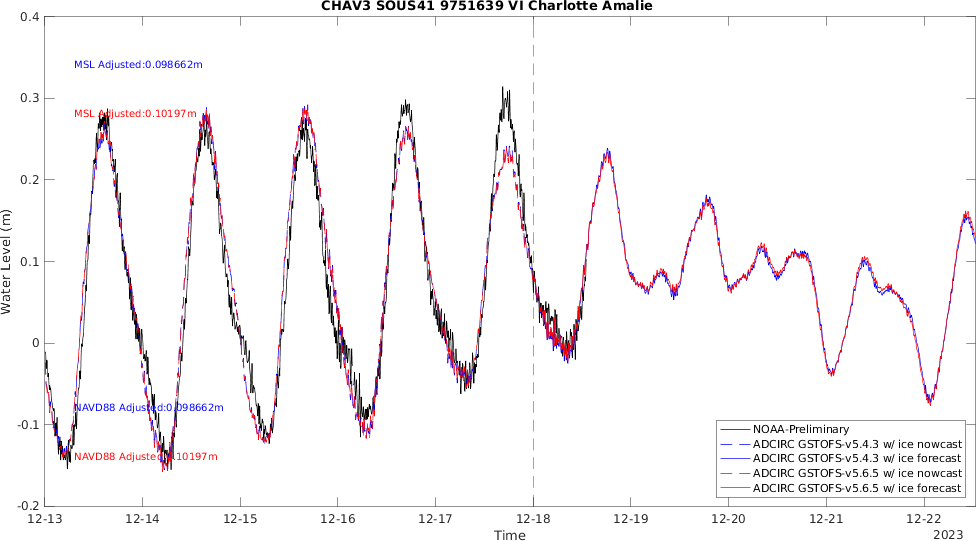 CHAV3 SOUS41 9751639 VI Charlotte Amalie
0.4
MSL Adjusted:0.098662m
0.3
MSL Adjusted:0.10197m
0.2
0.1
Water Level (m)
0
NAVD88 Adjusted:0.098662m
-0.1
NAVD88 Adjusted:0.10197m
-0.2
NOAA-Preliminary
ADCIRC GSTOFS-v5.4.3 w/ ice nowcast
ADCIRC GSTOFS-v5.4.3 w/ ice forecast
ADCIRC GSTOFS-v5.6.5 w/ ice nowcast
ADCIRC GSTOFS-v5.6.5 w/ ice forecast
12-13 12-14 12-15 12-16 12-17 12-18 12-19 12-20 12-21 12-22
Time
2023